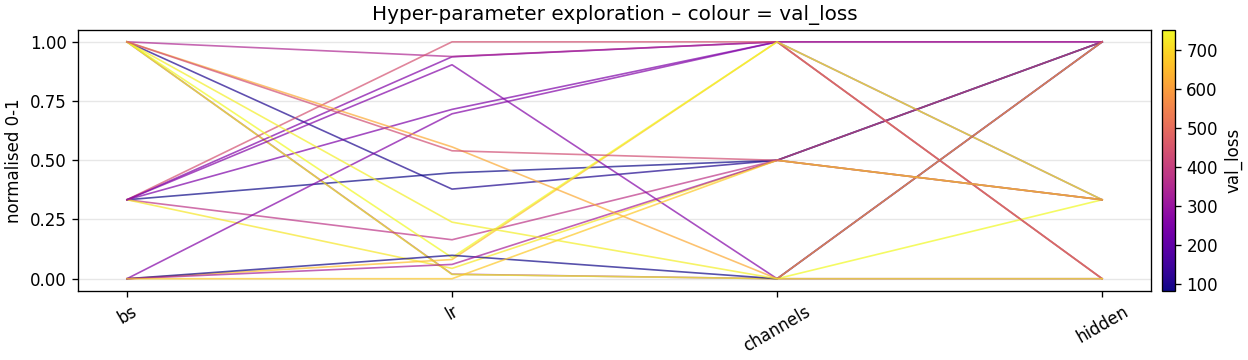 Hyper-parameter exploration – colour = val_loss
normalised 0-1
1.00
0.75
0.50
0.25
0.00
bs
lr
channels
hidden
700
600
500
400
300
200
100
val_loss